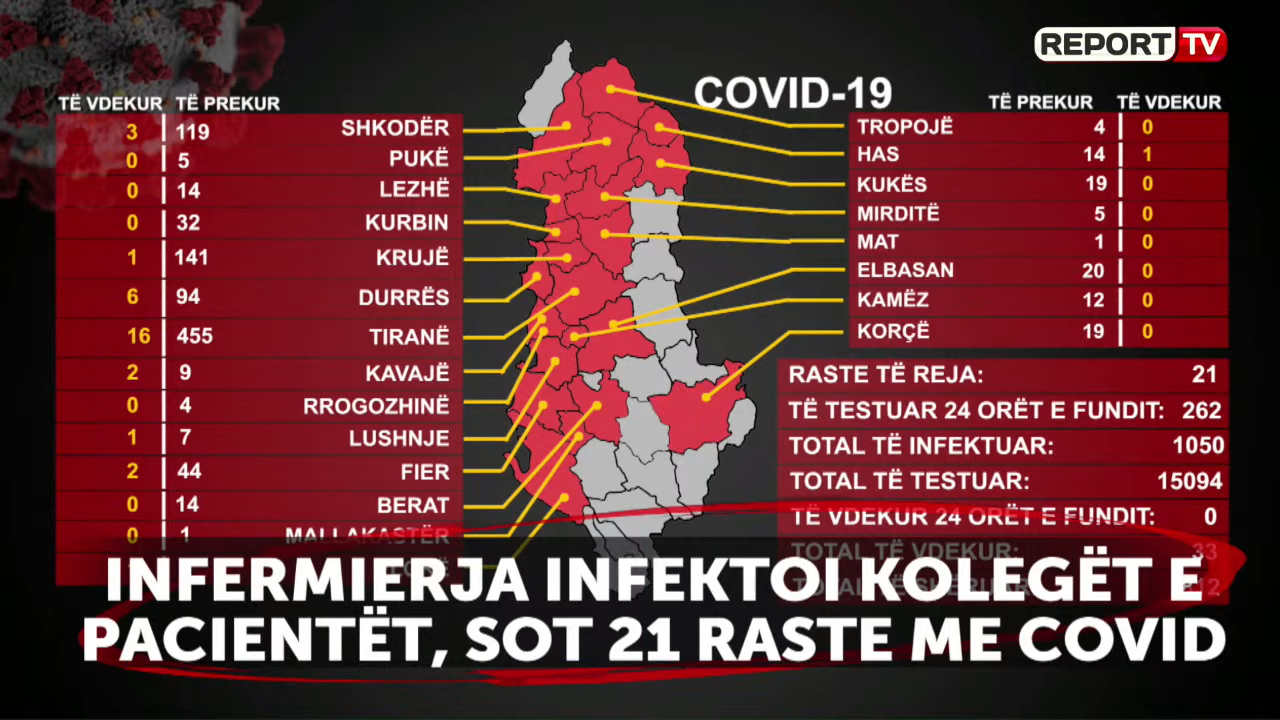 REPORT TV
COVID-19
TË VDEKUR TË PREKUR
3 119 SHKODËR
0 5 PUKË
0 14 LEZHË
0 32 KURBIN
1 141 KRUJË
6 94 DURRËS
16 455 TIRANË
2 9 KAVAJË
0 4 RROGOZHINË
1 7 LUSHNJE
2 44 FIER
0 14 BERAT
0 1 MALLAKASTËR
TË PREKUR TË VDEKUR
TROPOJË 4 0
HAS 14 1
KUKËS 19 0
MIRDITË 5 0
MAT 1 0
ELBASAN 20 0
KAMËZ 12 0
KORÇË 19 0
RASTE TË REJA: 21
TË TESTUAR 24 ORËT E FUNDIT: 262
TOTAL TË INFEKTUAR: 1050
TOTAL TË TESTUAR: 15094
TË VDEKUR 24 ORËT E FUNDIT: 0
TOTAL TË VDEKUR: 33
INFERMIERJA INFEKTOI KOLEGËT E
PACIENTËT, SOT 21 RASTE ME COVID